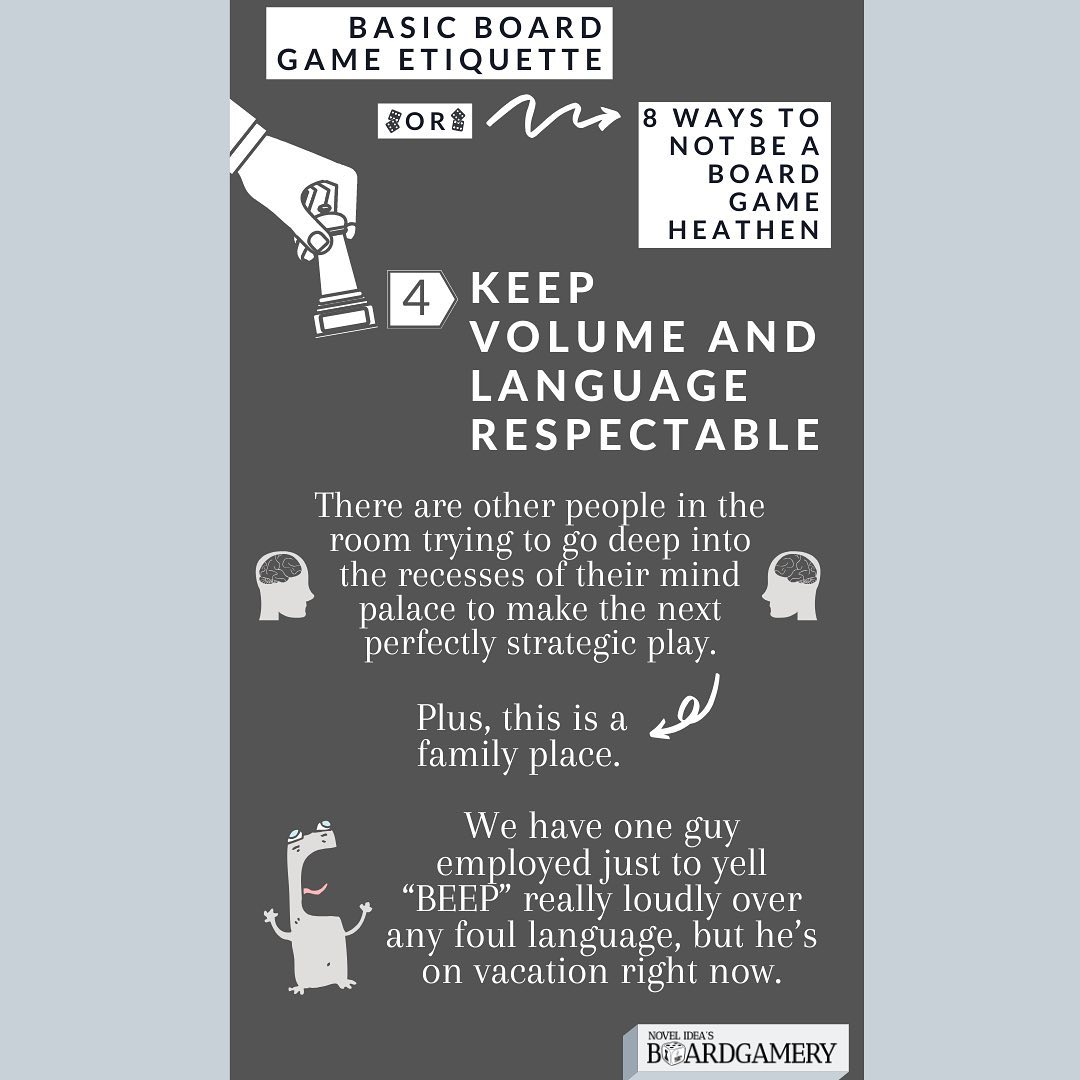 BASIC BOARD
GAME ETIQUETTE
OR
8 WAYS TO
NOT BE A
BOARD
GAME
HEATHEN
4
KEEP
VOLUME AND
LANGUAGE
RESPECTABLE
There are other people in the
room trying to go deep into
the recesses of their mind
palace to make the next
perfectly strategic play.
Plus, this is a
family place.
We have one guy
employed just to yell
“BEEP” really loudly over
any foul language, but he’s
on vacation right now.
NOVEL IDEA'S
BOARDGAMERY